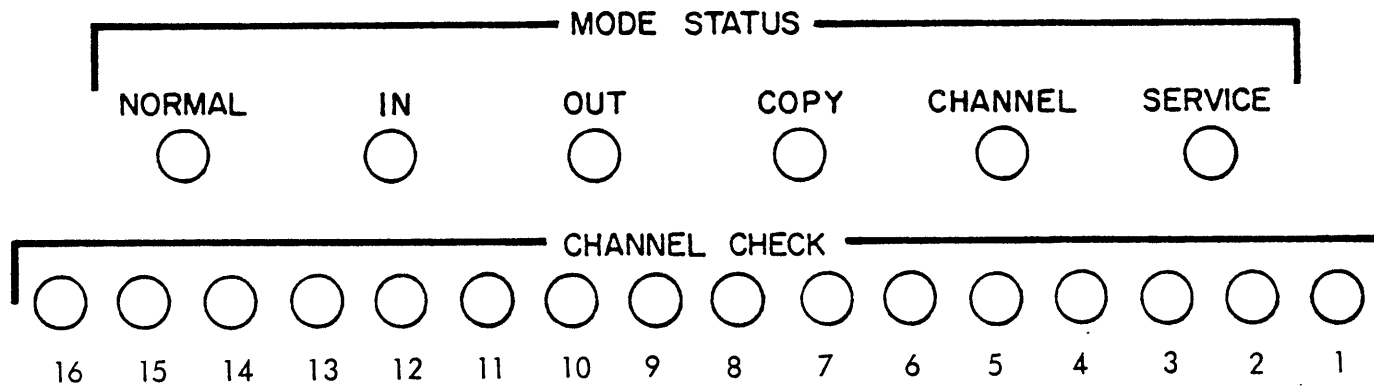 MODE STATUS
NORMAL IN OUT COPY CHANNEL SERVICE
CHANNEL CHECK
16 15 14 13 12 11 10 9 8 7 6 5 4 3 2 1